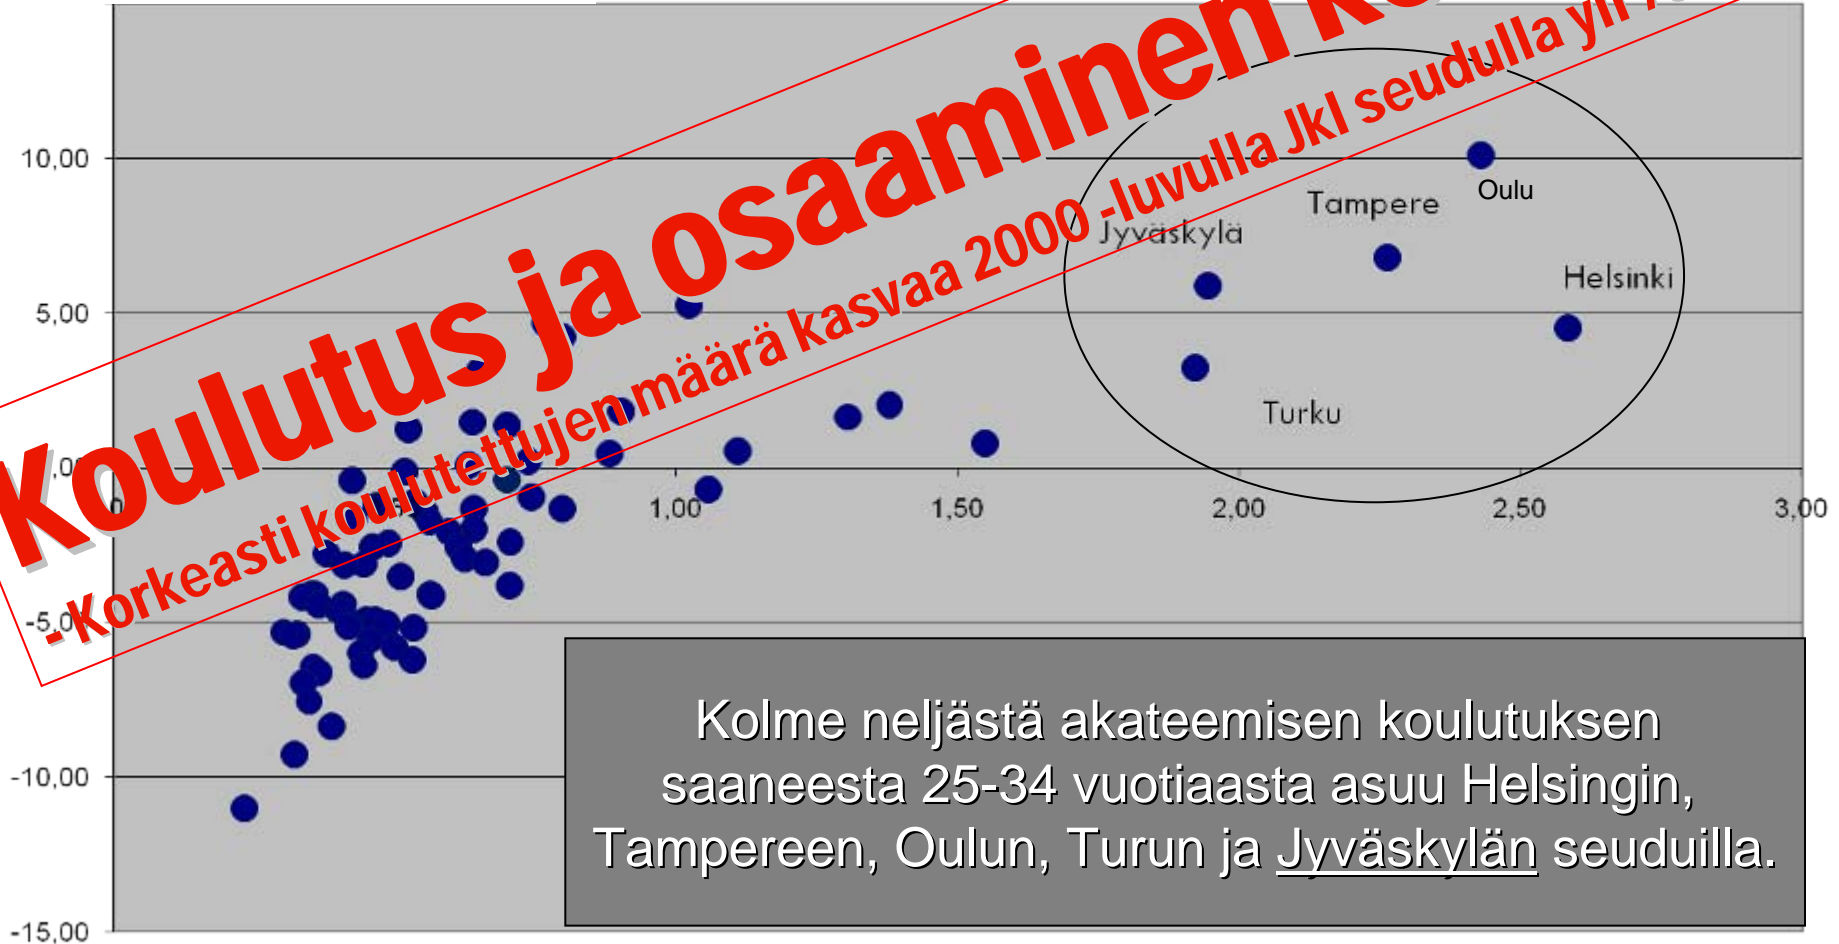 Koulutus ja osaaminen
-Korkeasti koulutettujen määrä kasvaa 2000 -luvulla Jkl seudulla yli
10,00
5,00
-5,00
-10,00
-15,00
1,00
1,50
2,00
2,50
3,00
Oulu
Tampere
Jyväskylä
Helsinki
Turku
Kolme neljästä akateemisen koulutuksen
saaneesta 25-34 vuotiaasta asuu Helsingin,
Tampereen, Oulun, Turun ja Jyväskylän seuduilla.